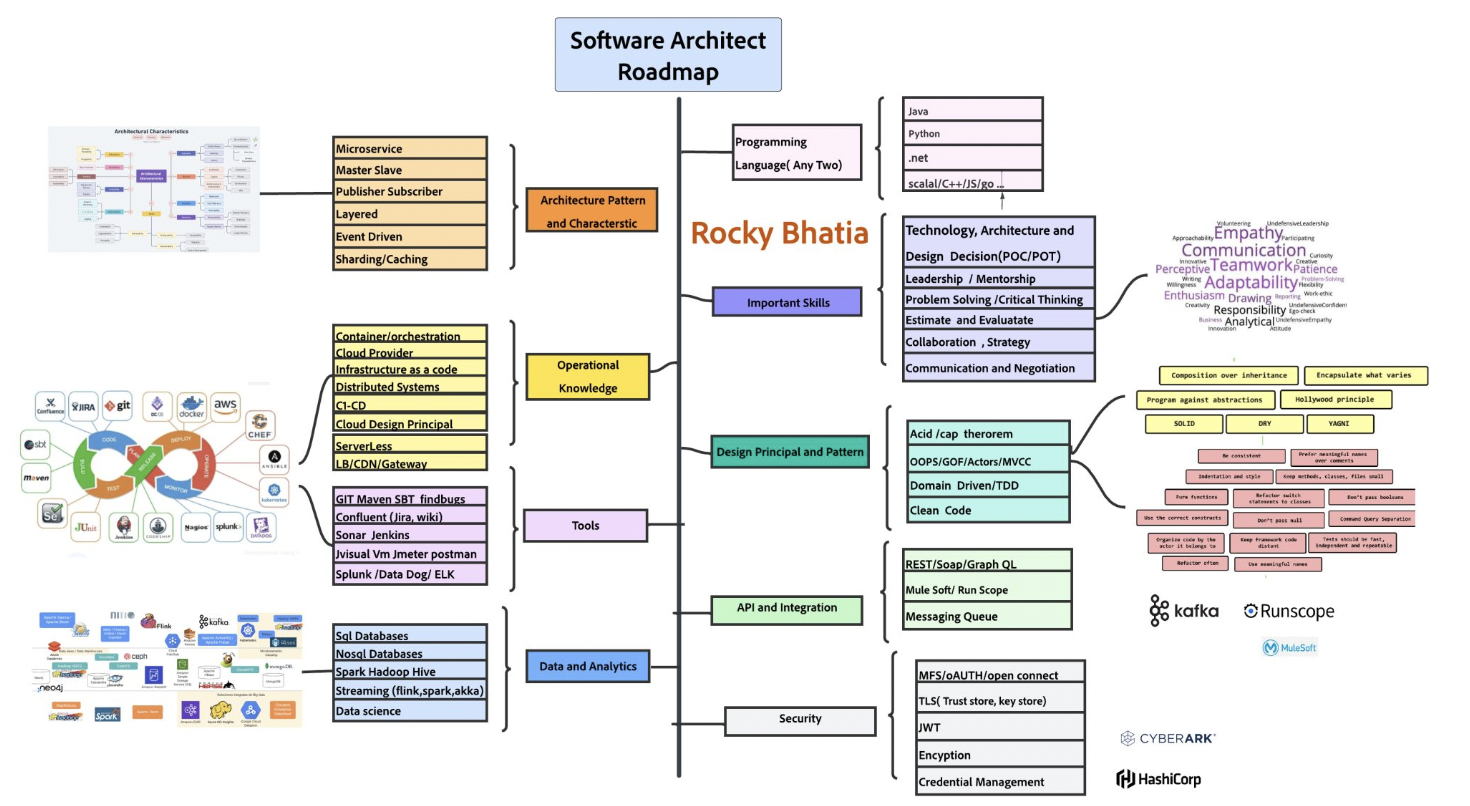 Software Architect
Roadmap
Architectural Characteristics
Architectural
Characteristics
Microservice
Master Slave
Publisher Subscriber
Layered
Event Driven
Sharding/Caching
Architecture Pattern
and Characterstic
Programming
Language( Any Two)
Java
Python
.net
scalal/C++/JS/go ...
Rocky Bhatia
Important Skills
Technology, Architecture and
Design Decision(POC/POT)
Leadership / Mentorship
Problem Solving /Critical Thinking
Estimate and Evaluatate
Collaboration , Strategy
Communication and Negotiation
Volunteering
UndefensiveLeadership
Approachability
Empathy
Participating
Communication
Curiosity
Innovative
Creative
Perceptive
Teamwork
Patience
Writing
Problem-Solving
Willingness
Adaptability
Flexibility
Enthusiasm
Drawing
Reporting
Work-ethic
Creativity
Responsibility
UndefensiveConfident
Ego-check
Business
Analytical
UndefensiveEmpathy
Innovation
Attitude
Container/orchestration
Cloud Provider
Infrastructure as a code
Distributed Systems
C1-CD
Cloud Design Principal
ServerLess
LB/CDN/Gateway
Operational
Knowledge
Confluence
JIRA
git
DC/OS
docker
aws
CHEF
sbt
ANSIBLE
maven
kubernetes
Se
JUnit
Jenkins
CODESHIP
Nagios
splunk>
DATADOG
CODE
PLAN
BUILD
TEST
RELEASE
DEPLOY
OPERATE
MONITOR
GIT Maven SBT findbugs
Confluent (Jira, wiki)
Sonar Jenkins
Jvisual Vm Jmeter postman
Splunk /Data Dog/ ELK
Tools
Design Principal and Pattern
Acid /cap therorem
OOPS/GOF/Actors/MVCC
Domain Driven/TDD
Clean Code
Composition over inheritance
Encapsulate what varies
Program against abstractions
Hollywood principle
SOLID
DRY
YAGNI
Be consistent
Prefer meaningful names
over comments
Indentation and style
Keep methods, classes, files small
Pure functions
Refactor switch
statements to classes
Don't pass booleans
Use the correct constructs
Don't pass null
Command Query Separation
Organize code by the
actor it belongs to
Keep Framework code
distant
Tests should be fast,
independent and repeatable
Refactor often
Use meaningful names
API and Integration
REST/Soap/Graph QL
Mule Soft/ Run Scope
Messaging Queue
kafka
Runscope
MuleSoft
Sql Databases
Nosql Databases
Spark Hadoop Hive
Streaming (flink,spark,akka)
Data science
Data and Analytics
Flink
kafka
ceph
mongoDB
neo4j
Spark
Security
MFS/oAUTH/open connect
TLS( Trust store, key store)
JWT
Encyption
Credential Management
CYBERARK
HashiCorp